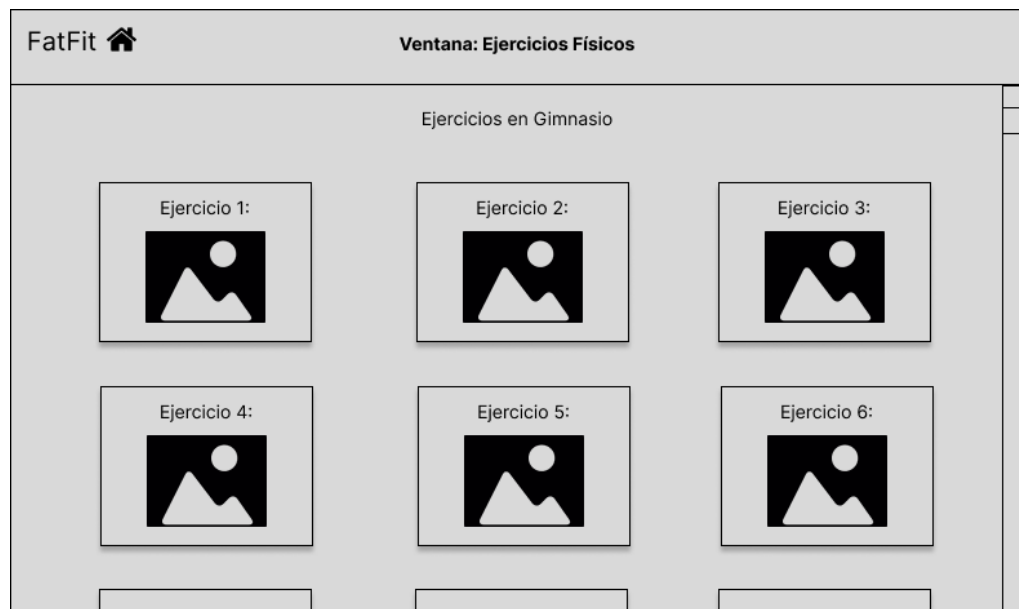 FatFit
Ventana: Ejercicios Físicos
Ejercicios en Gimnasio
Ejercicio 1:
Ejercicio 2:
Ejercicio 3:
Ejercicio 4:
Ejercicio 5:
Ejercicio 6: